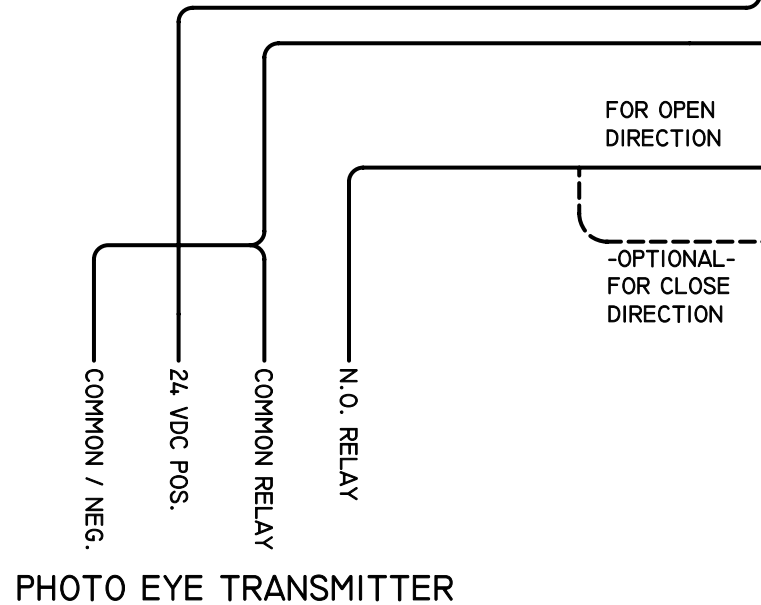 FOR OPEN
DIRECTION
-OPTIONAL-
FOR CLOSE
DIRECTION
COMMON / NEG.
24 VDC POS.
COMMON RELAY
N.O. RELAY
PHOTO EYE TRANSMITTER